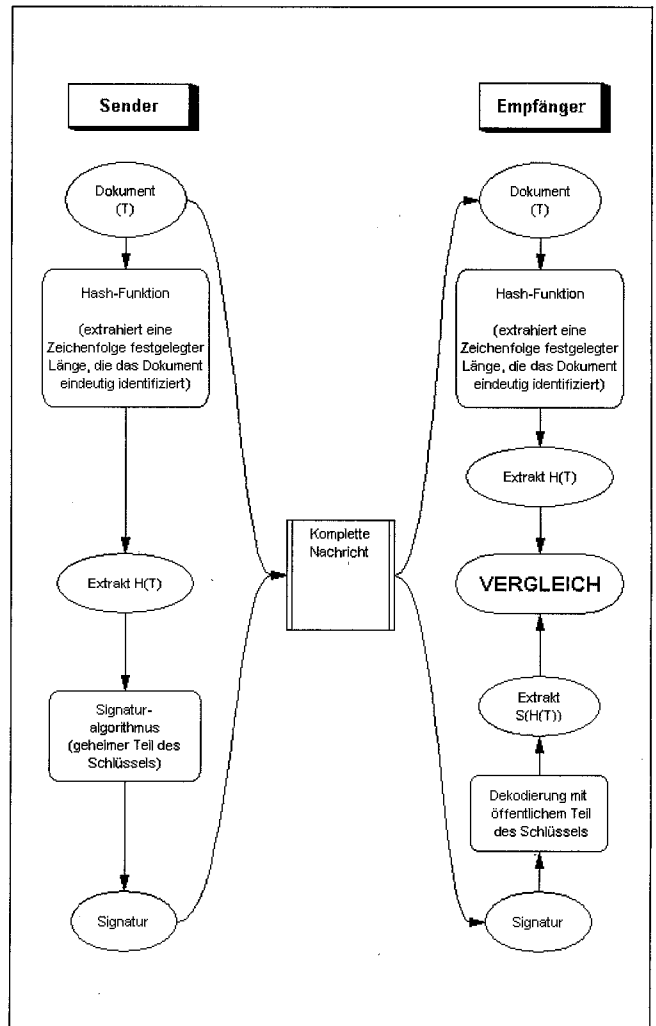 Sender
Dokument
(T)
Hash-Funktion
(extrahiert eine
Zeichenfolge festgelegter
Länge, die das Dokument
eindeutig identifiziert)
Extrakt H(T)
Signatur-
algorithmus
(geheimer Teil des
Schlüssels)
Signatur
Komplette
Nachricht
Empfänger
Dokument
(T)
Hash-Funktion
(extrahiert eine
Zeichenfolge festgelegter
Länge, die das Dokument
eindeutig identifiziert)
Extrakt H(T)
VERGLEICH
Extrakt
S(H(T))
Dekodierung mit
öffentlichem Teil
des Schlüssels
Signatur